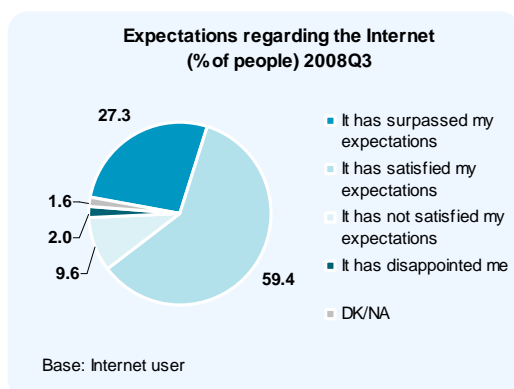 Expectations regarding the Internet
(% of people) 2008Q3
27.3
1.6
2.0
9.6
59.4
It has surpassed my
expectations
It has satisfied my
expectations
It has not satisfied my
expectations
It has disappointed me
DK/NA
Base: Internet user